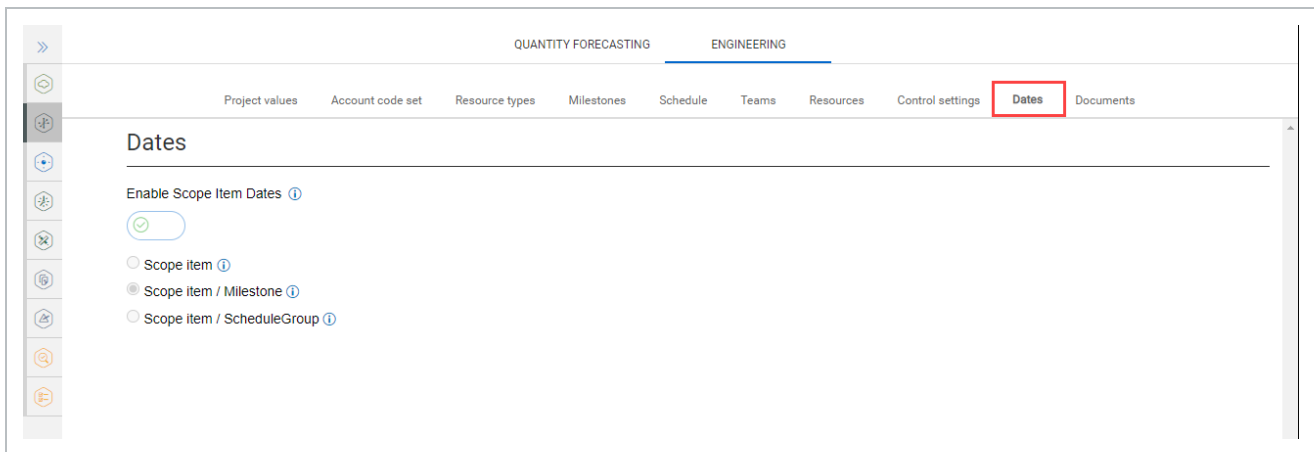 QUANTITY FORECASTING ENGINEERING
Project values Account code set Resource types Milestones Schedule Teams Resources Control settings Dates Documents
Dates
Enable Scope Item Dates
Scope item
Scope item / Milestone
Scope item / ScheduleGroup